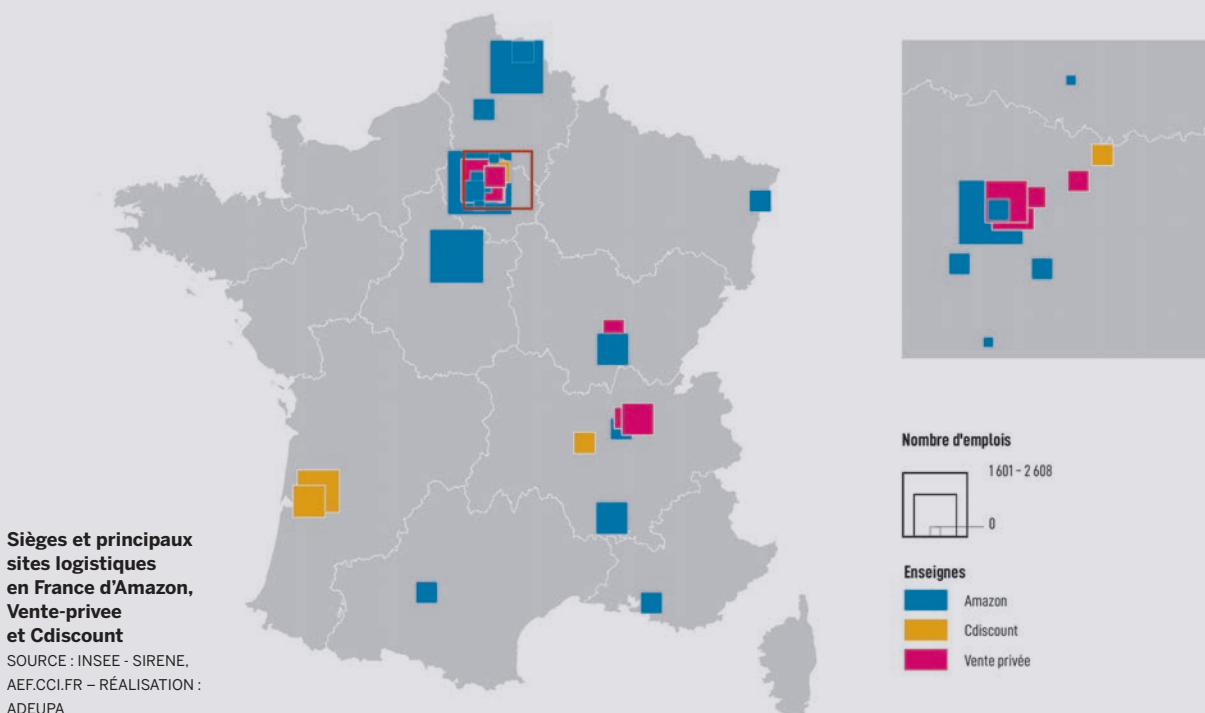 Sièges et principaux
sites logistiques
en France d’Amazon,
Vente-privee
et Cdiscount
SOURCE : INSEE - SIRENE,
AEF.CCI.FR – RÉALISATION :
ADEUPA
Nombre d'emplois
1 601 - 2 608
0
Enseignes
Amazon
Cdiscount
Vente privée